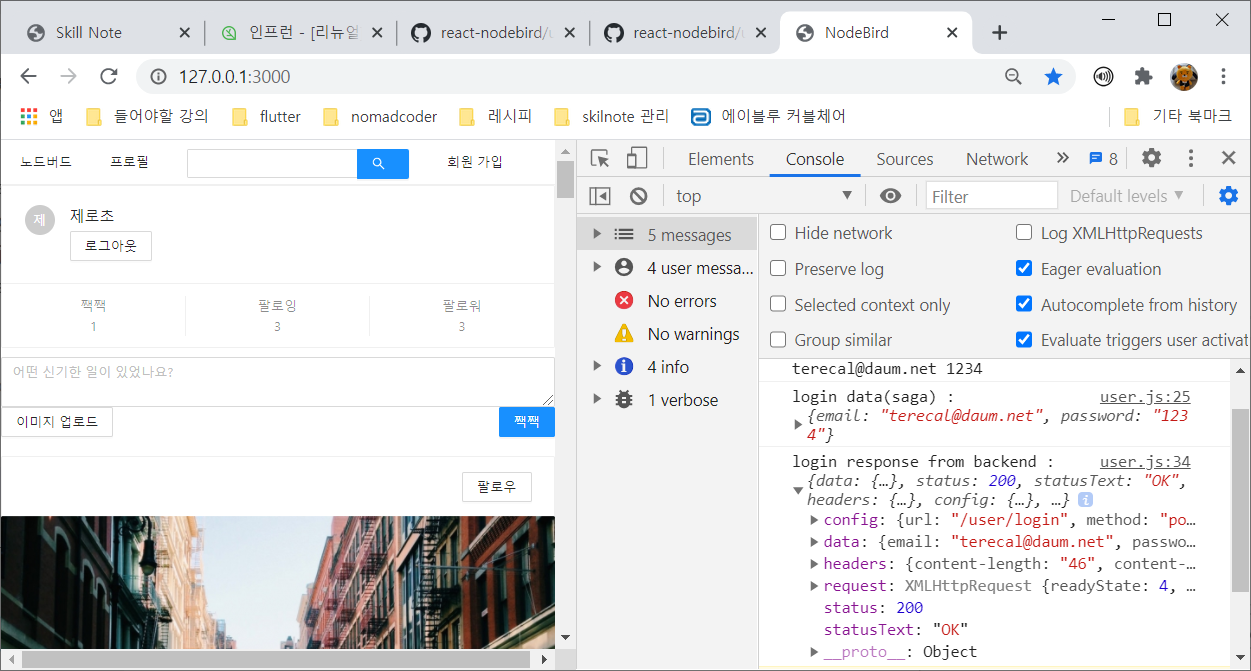 Skill Note
인프런 - [리뉴얼
react-nodebird/
react-nodebird/
NodeBird
127.0.0.1:3000
앱
들어야할 강의
flutter
nomadcoder
레시피
skilnote 관리
에이블루 커블체어
기타 북마크
노드버드
프로필
회원 가입
제
제로초
로그아웃
짹짹
1
팔로잉
3
팔로워
3
어떤 신기한 일이 있었나요?
이미지 업로드
짹짹
팔로우
Elements
Console
Sources
Network
8
top
Filter
Default levels
5 messages
4 user messa...
No errors
No warnings
4 info
1 verbose
Hide network
Log XMLHttpRequests
Preserve log
Eager evaluation
Selected context only
Autocomplete from history
Group similar
Evaluate triggers user activat
terecal@daum.net 1234
login data(saga) : user.js:25
{email: "terecal@daum.net", password: "123
4"}
login response from backend : user.js:34
{data: {…}, status: 200, statusText: "OK",
headers: {…}, config: {…}, …}
config: {url: "/user/login", method: "po…
data: {email: "terecal@daum.net", passwo…
headers: {content-length: "46", content-…
request: XMLHttpRequest {readyState: 4, …
status: 200
statusText: "OK"
__proto__: Object